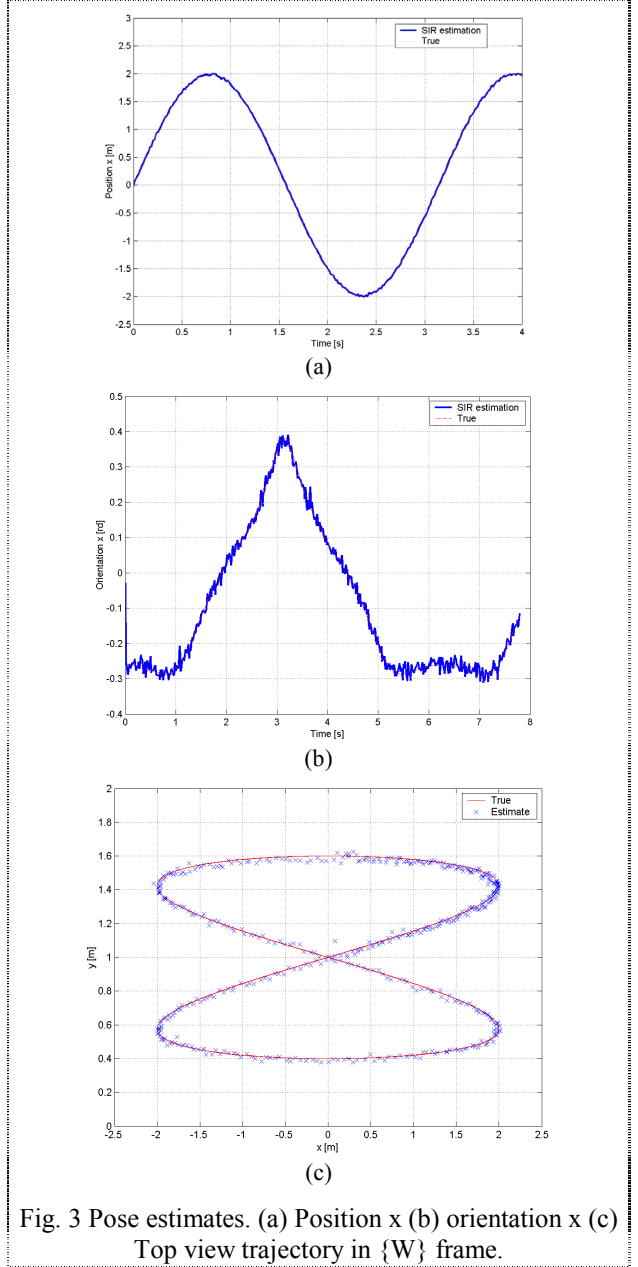 3
SIR estimation
True
2
2
1
0.5
0
-0.5
-1
-1.5
-2
-2.5
Position x [m]
0 0.5 1 1.5 2 2.5 3 3.5 4
Time [s]
(a)
0.5
SIR estimation
True
0.4
0.3
0.2
0.1
0
-0.1
-0.2
-0.3
-0.4
Orientation x [rd]
0 1 2 3 4 5 6 7 8
Time [s]
(b)
2
True
Estimate
1.8
1.6
1.4
1.2
1
0.8
0.6
0.4
0.2
0
y [m]
-2.5 -2 -1.5 -1 -0.5 0 0.5 1 1.5 2 2.5
x [m]
(c)
Fig. 3 Pose estimates. (a) Position x (b) orientation x (c)
Top view trajectory in {W} frame.